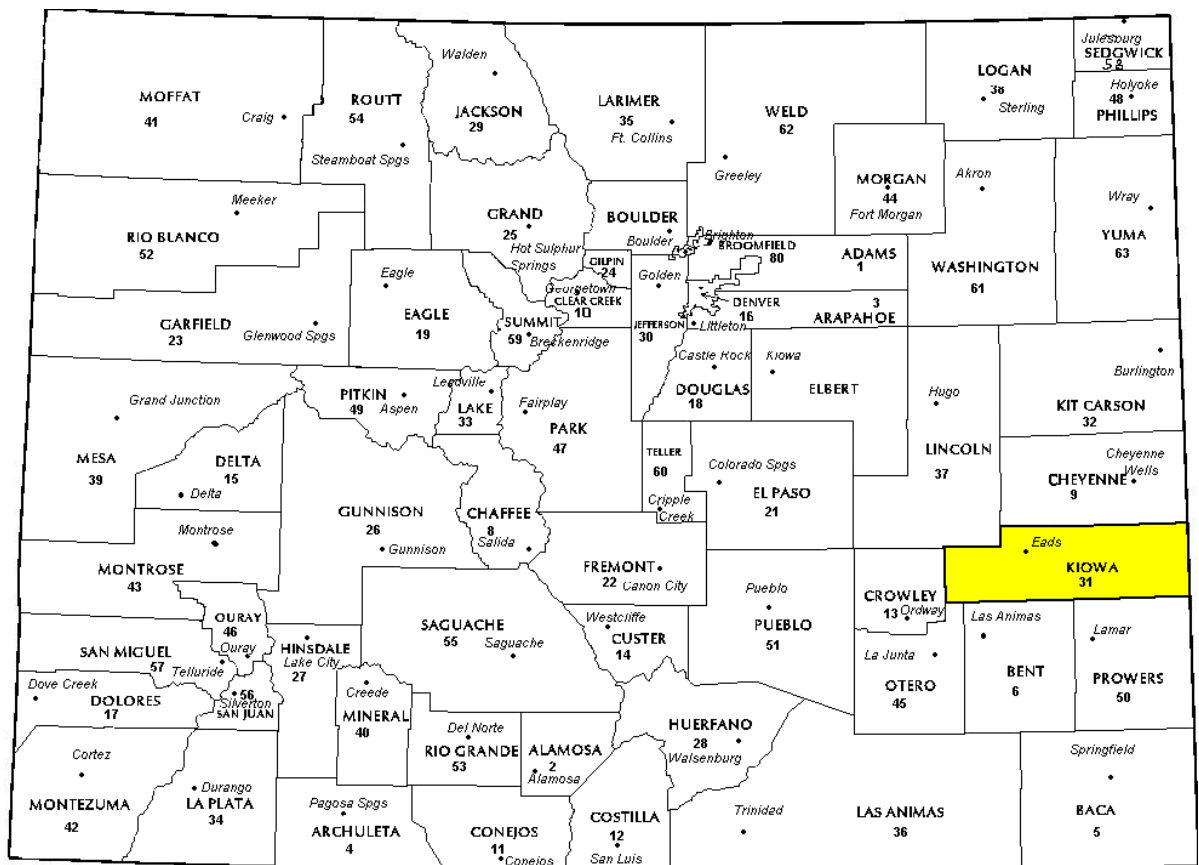 MOFFAT
41
Craig
ROUTT
54
Steamboat Spgs
Walden
JACKSON
29
LARIMER
35
Ft. Collins
WELD
62
Greeley
LOGAN
38
Sterling
Julesburg
SEDGWICK
58
Holyoke
48
PHILLIPS
Meeker
RIO BLANCO
52
GRAND
25
Hot Sulphur
Springs
BOULDER
Boulder
MORGAN
44
Fort Morgan
Akron
WASHINGTON
61
Wray
YUMA
63
Brighton
BROOMFIELD
80
ADAMS
1
GILPIN
24
Golden
JEFFERSON
30
Georgetown
CLEAR CREEK
10
DENVER
16
3
ARAPAHOE
Littleton
GARFIELD
23
Glenwood Spgs
Eagle
EAGLE
19
SUMMIT
59
Breckenridge
Castle Rock
DOUGLAS
18
Kiowa
ELBERT
Hugo
LINCOLN
37
Burlington
KIT CARSON
32
Grand Junction
MESA
39
PITKIN
49
Aspen
Leadville
LAKE
33
Fairplay
PARK
47
TELLER
60
Cripple
Creek
Colorado Spgs
EL PASO
21
Cheyenne
Wells
CHEYENNE
9
DELTA
15
Delta
GUNNISON
26
Gunnison
CHAFFEE
8
Salida
Montrose
MONTROSE
43
FREMONT
22
Canon City
Pueblo
PUEBLO
51
CROWLEY
13
Ordway
Eads
KIOWA
31
OURAY
46
Ouray
HINSDALE
Lake City
27
SAGUACHE
55
Saguache
Westcliffe
CUSTER
14
La Junta
OTERO
45
Las Animas
BENT
6
Lamar
PROWERS
50
SAN MIGUEL
57
Telluride
Dove Creek
DOLORES
17
56
Silverton
SAN JUAN
Creede
MINERAL
40
Del Norte
RIO GRANDE
53
ALAMOSA
2
Alamosa
HUERFANO
28
Walsenburg
Cortez
MONTEZUMA
42
Durango
LA PLATA
34
Pagosa Spgs
ARCHULETA
4
CONEJOS
11
Conejos
COSTILLA
12
San Luis
Trinidad
LAS ANIMAS
36
Springfield
BACA
5